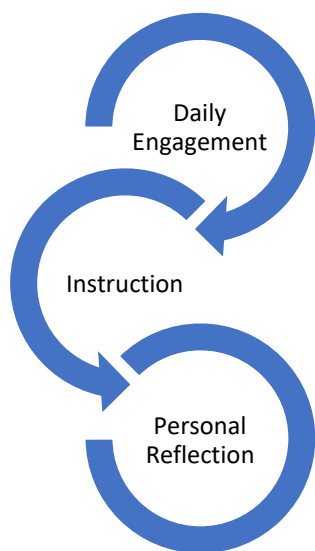 Daily
Engagement
Instruction
Personal
Reflection